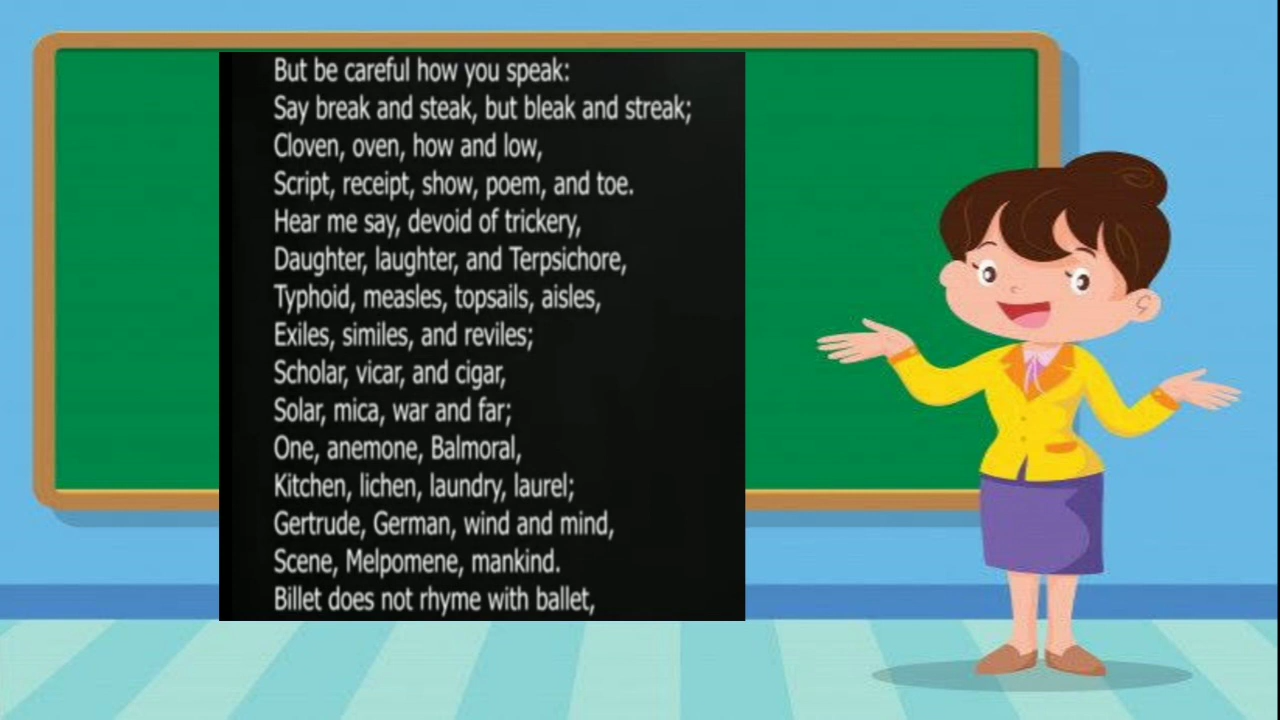 But be careful how you speak:
Say break and steak, but bleak and streak;
Cloven, oven, how and low,
Script, receipt, show, poem, and toe.
Hear me say, devoid of trickery,
Daughter, laughter, and Terpsichore,
Typhoid, measles, topsails, aisles,
Exiles, similes, and reviles;
Scholar, vicar, and cigar,
Solar, mica, war and far;
One, anemone, Balmoral,
Kitchen, lichen, laundry, laurel;
Gertrude, German, wind and mind,
Scene, Melpomene, mankind.
Billet does not rhyme with ballet,